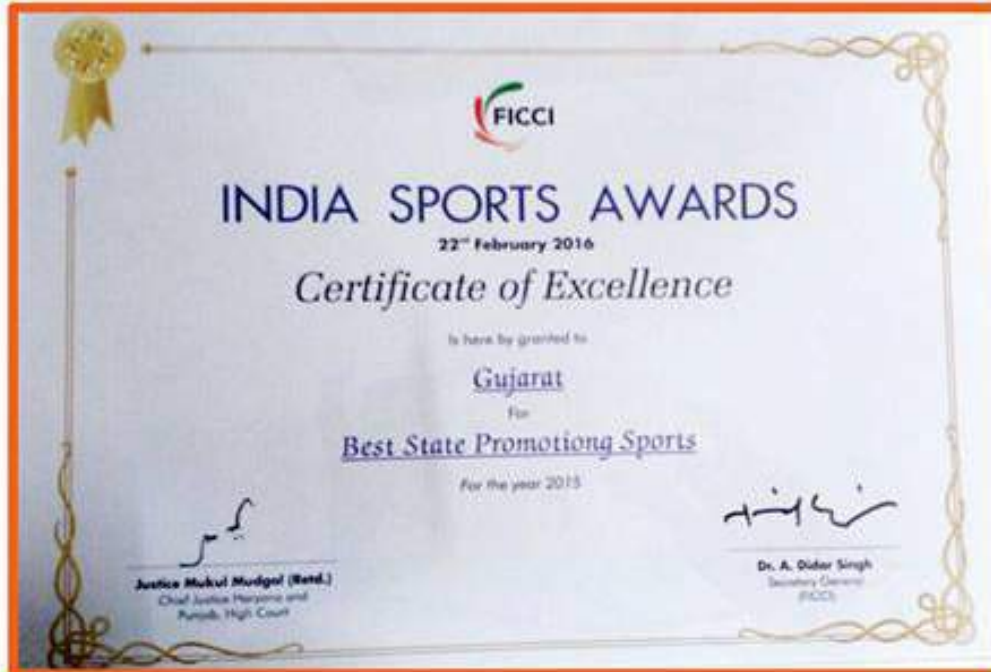 FICCI
INDIA SPORTS AWARDS
22nd February 2016
Certificate of Excellence
Is here by granted to
Gujarat
For
Best State Promotiong Sports
For the year 2015
Justice Mukul Mudgal (Retd.)
Chief Justice Haryana and
Punjab, High Court
Dr. A. Didar Singh
Secretary General
(FICCI)